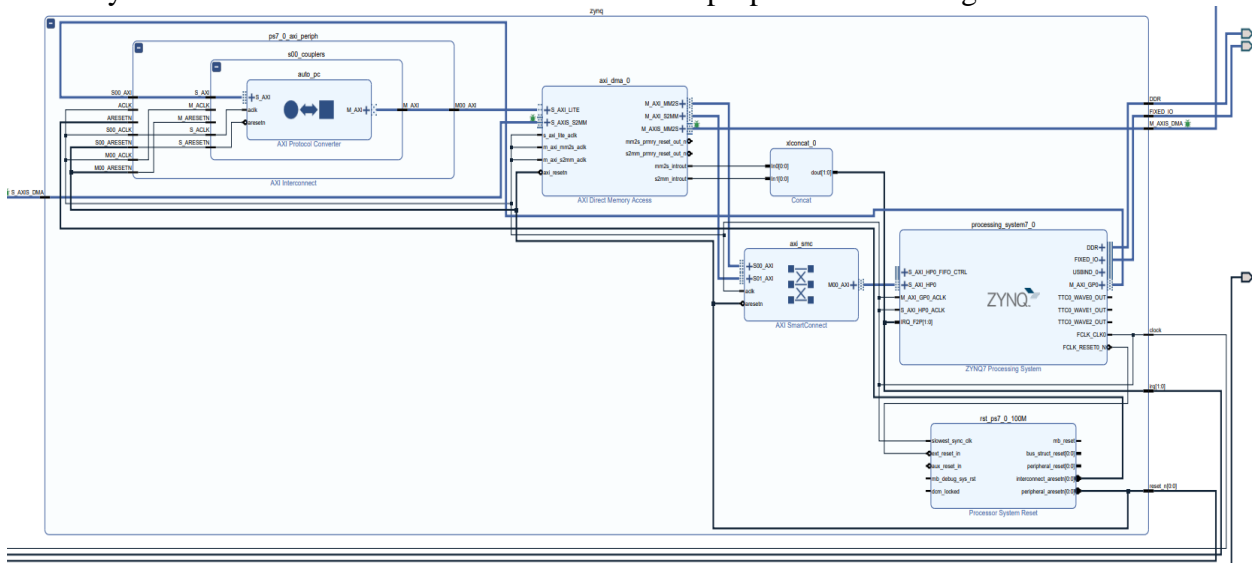 zynq
ps7_0_axi_periph
s00_couplers
auto_pc
S00_AXI
ACLK
ARESETN
S00_ACLK
S00_ARESETN
M00_ACLK
M00_ARESETN
S_AXI
M_ACLK
M_ARESETN
S_ACLK
S_ARESETN
S_AXI
aclk
aresetn
M_AXI
AXI Protocol Converter
M_AXI
M00_AXI
AXI Interconnect
S_AXIS_DMA
axi_dma_0
S_AXI_LITE
S_AXIS_S2MM
s_axi_lite_aclk
m_axi_mm2s_aclk
m_axi_s2mm_aclk
axi_resetn
M_AXI_MM2S
M_AXI_S2MM
M_AXIS_MM2S
mm2s_prmry_reset_out_n
s2mm_prmry_reset_out_n
mm2s_introut
s2mm_introut
AXI Direct Memory Access
xlconcat_0
In0[0:0]
In1[0:0]
dout[1:0]
Concat
axi_smc
S00_AXI
S01_AXI
aclk
aresetn
M00_AXI
AXI SmartConnect
processing_system7_0
S_AXI_HP0_FIFO_CTRL
S_AXI_HP0
M_AXI_GP0_ACLK
S_AXI_HP0_ACLK
IRQ_F2P[1:0]
ZYNQ
DDR
FIXED_IO
USBIND_0
M_AXI_GP0
TTC0_WAVE0_OUT
TTC0_WAVE1_OUT
TTC0_WAVE2_OUT
FCLK_CLK0
FCLK_RESET0_N
ZYNQ7 Processing System
rst_ps7_0_100M
slowest_sync_clk
ext_reset_in
aux_reset_in
mb_debug_sys_rst
dcm_locked
mb_reset
bus_struct_reset[0:0]
peripheral_reset[0:0]
interconnect_aresetn[0:0]
peripheral_aresetn[0:0]
Processor System Reset
DDR
FIXED_IO
M_AXIS_DMA
clock
irq[1:0]
reset_n[0:0]